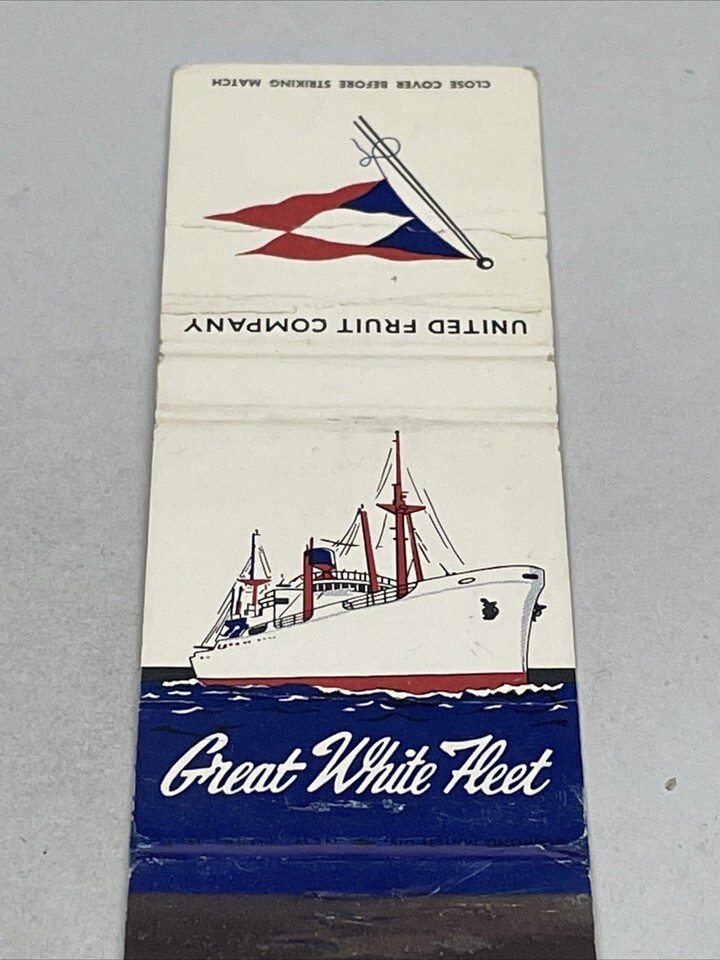 CLOSE COVER BEFORE STRIKING MATCH
UNITED FRUIT COMPANY
Great White Fleet